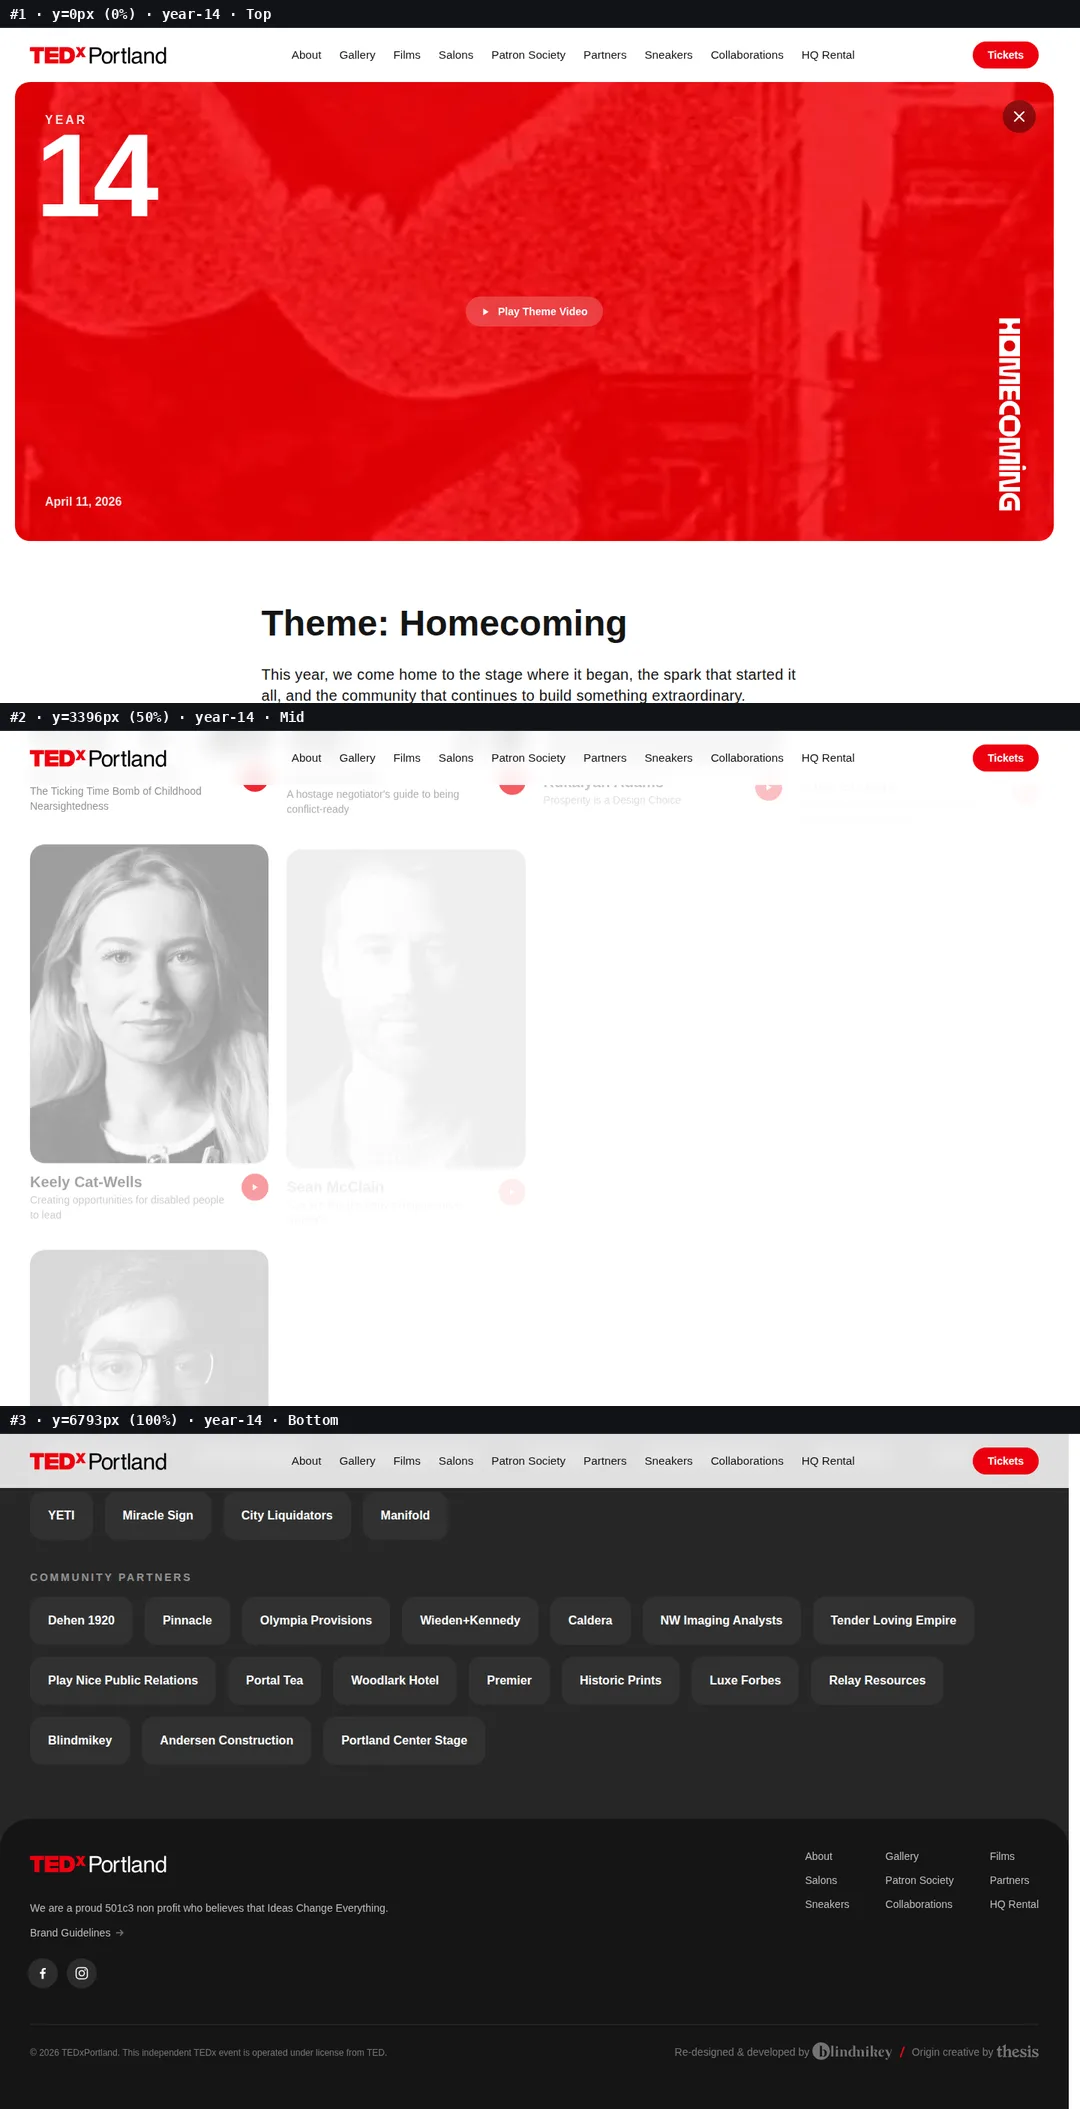 #1 · y=0px (0%) · year-14 · Top
TEDx Portland
About Gallery Films Salons Patron Society Partners Sneakers Collaborations HQ Rental
Tickets
YEAR
14
Play Theme Video
HOMECOMiNG
April 11, 2026
Theme: Homecoming
This year, we come home to the stage where it began, the spark that started it
all, and the community that continues to build something extraordinary.
#2 · y=3396px (50%) · year-14 · Mid
TEDx Portland
About Gallery Films Salons Patron Society Partners Sneakers Collaborations HQ Rental
Tickets
The Ticking Time Bomb of Childhood
Nearsightedness
A hostage negotiator's guide to being
conflict-ready
Adams
Prosperity is a Design Choice
Keely Cat-Wells
Creating opportunities for disabled people
to lead
Sean McClain
#3 · y=6793px (100%) · year-14 · Bottom
TEDx Portland
About Gallery Films Salons Patron Society Partners Sneakers Collaborations HQ Rental
Tickets
YETI
Miracle Sign
City Liquidators
Manifold
COMMUNITY PARTNERS
Dehen 1920
Pinnacle
Olympia Provisions
Wieden+Kennedy
Caldera
NW Imaging Analysts
Tender Loving Empire
Play Nice Public Relations
Portal Tea
Woodlark Hotel
Premier
Historic Prints
Luxe Forbes
Relay Resources
Blindmikey
Andersen Construction
Portland Center Stage
TEDx Portland
We are a proud 501c3 non profit who believes that Ideas Change Everything.
Brand Guidelines →
About Gallery Films
Salons Patron Society Partners
Sneakers Collaborations HQ Rental
© 2026 TEDxPortland. This independent TEDx event is operated under license from TED.
Re-designed & developed by blindmikey / Origin creative by thesis